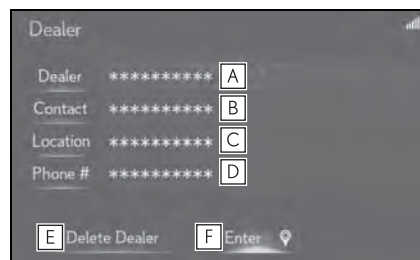 Dealer
Dealer ********** A
Contact ********** B
Location ********** C
Phone # ********** D
E Delete Dealer F Enter